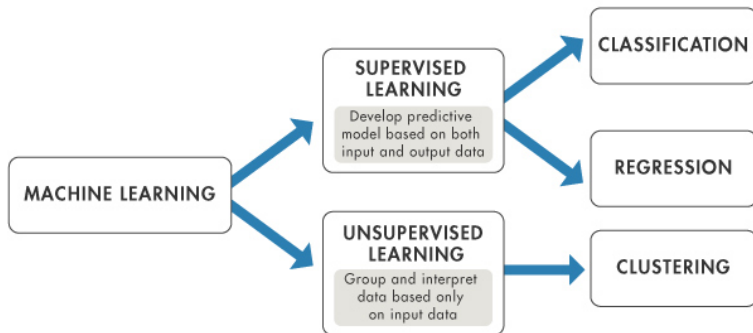 MACHINE LEARNING
SUPERVISED
LEARNING
Develop predictive
model based on both
input and output data
CLASSIFICATION
REGRESSION
UNSUPERVISED
LEARNING
Group and interpret
data based only
on input data
CLUSTERING